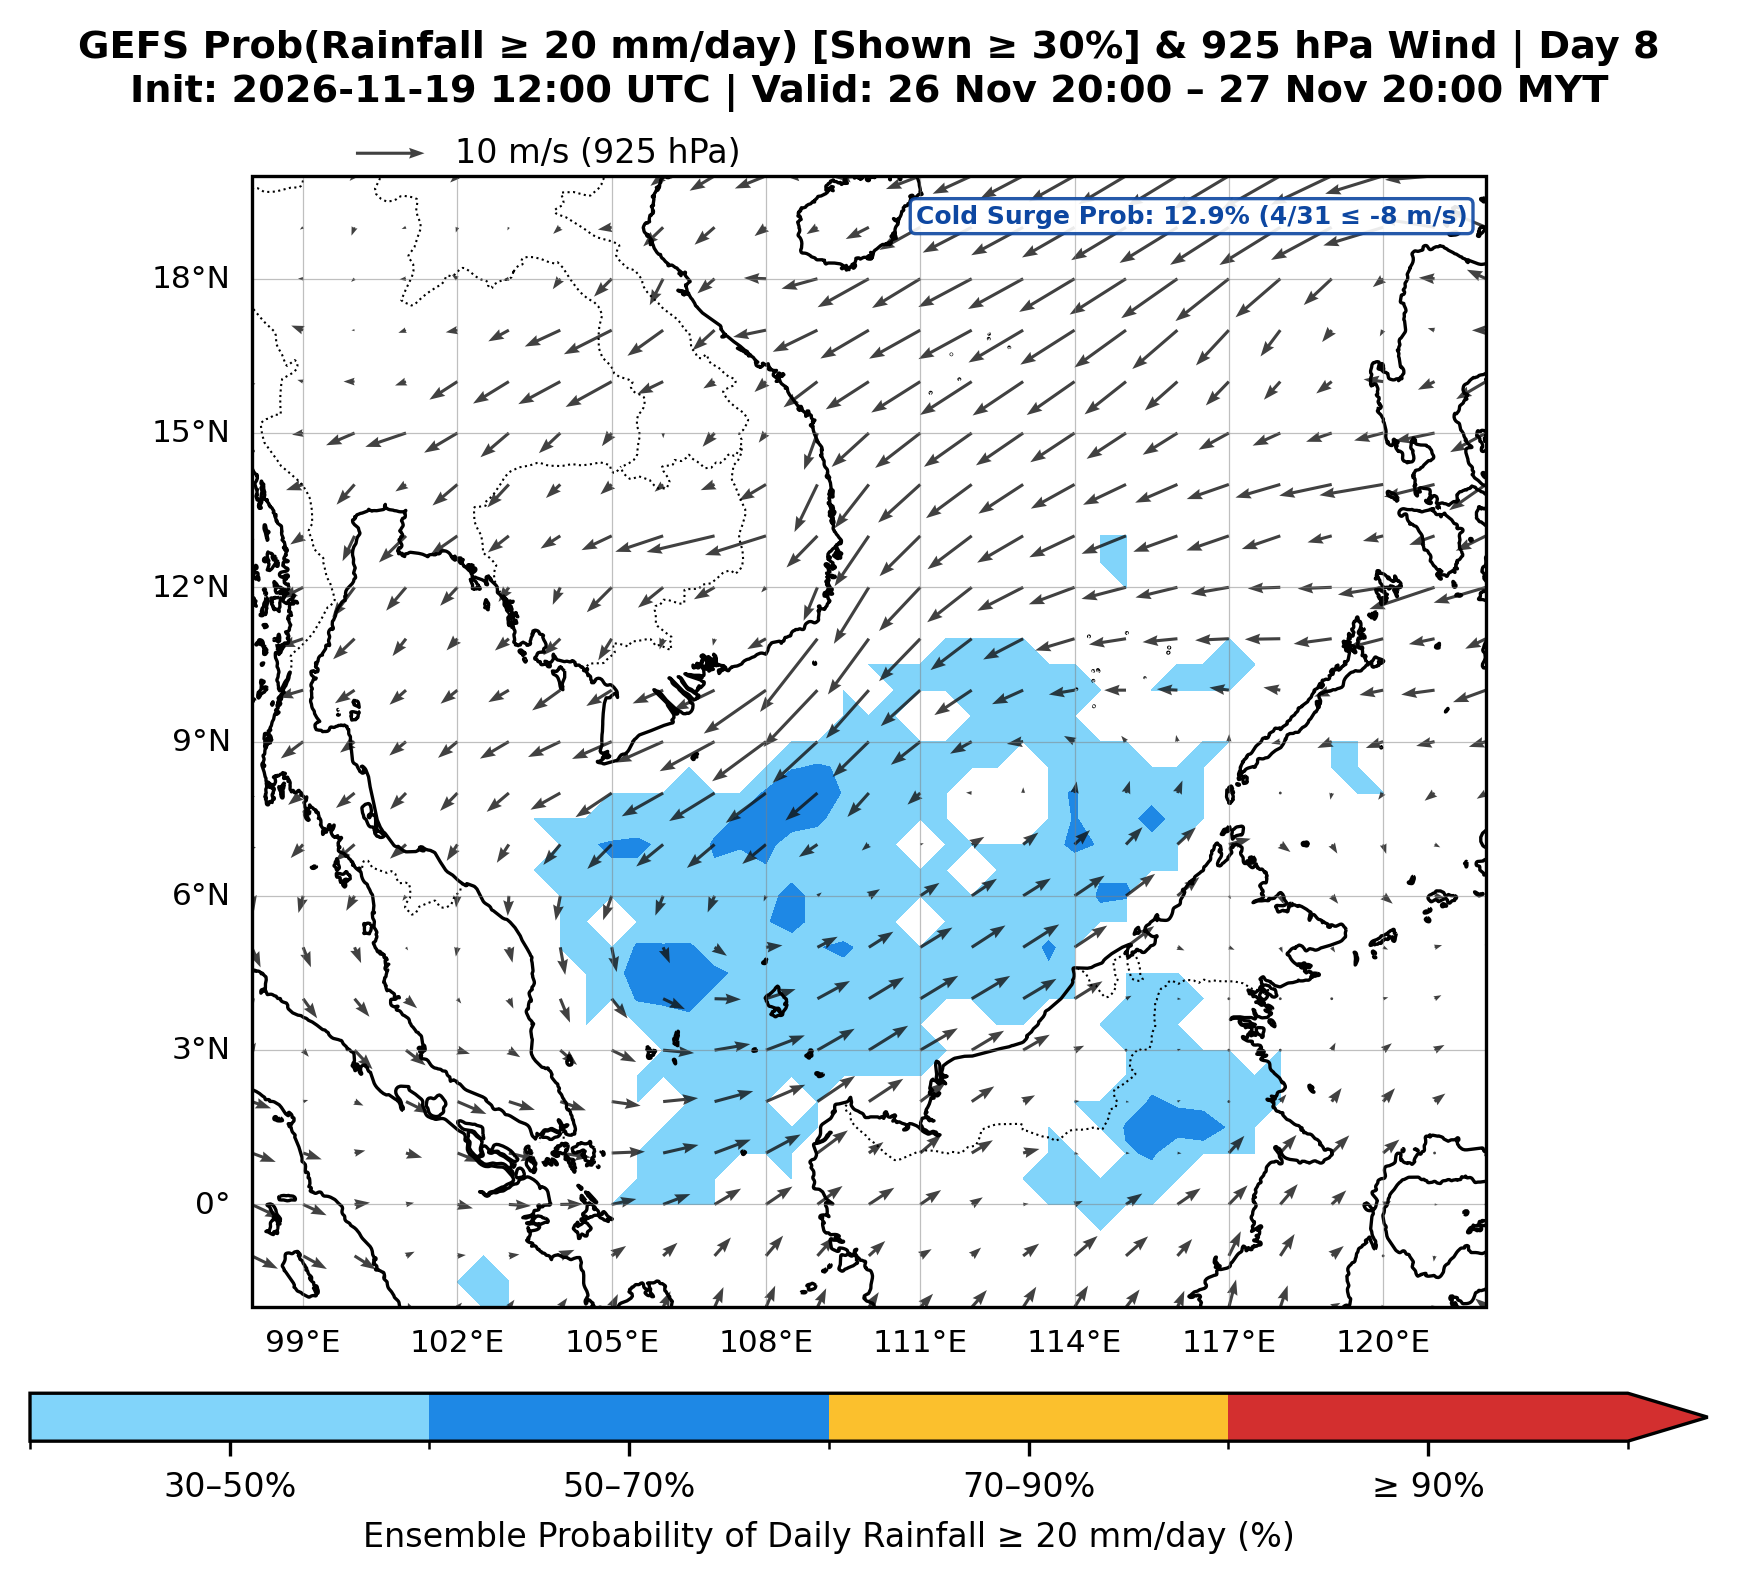 GEFS Prob(Rainfall ≥ 20 mm/day) [Shown ≥ 30%] & 925 hPa Wind | Day 8
Init: 2026-11-19 12:00 UTC | Valid: 26 Nov 20:00 – 27 Nov 20:00 MYT
10 m/s (925 hPa)
Cold Surge Prob: 12.9% (4/31 ≤ -8 m/s)
18°N
15°N
12°N
9°N
6°N
3°N
0°
99°E 102°E 105°E 108°E 111°E 114°E 117°E 120°E
30–50% 50–70% 70–90% ≥ 90%
Ensemble Probability of Daily Rainfall ≥ 20 mm/day (%)